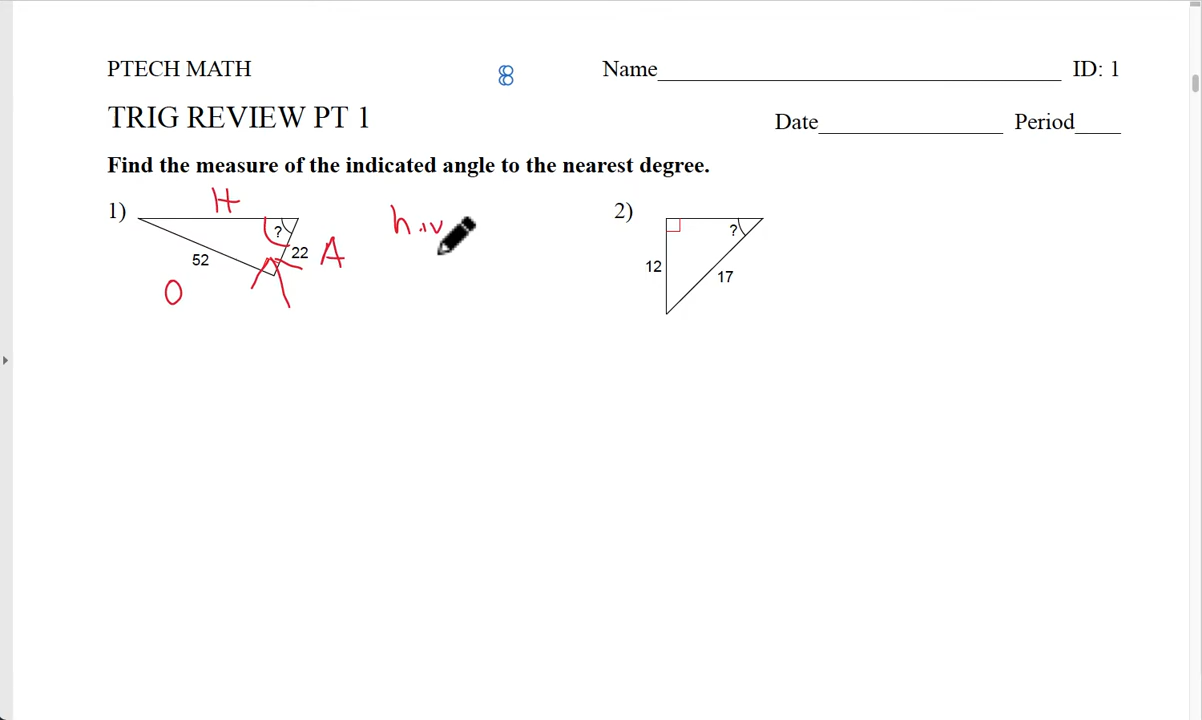 PTECH MATH
Name ID: 1
TRIG REVIEW PT 1
Date Period
Find the measure of the indicated angle to the nearest degree.
1)
H
?
22
A
52
O
2)
?
12
17